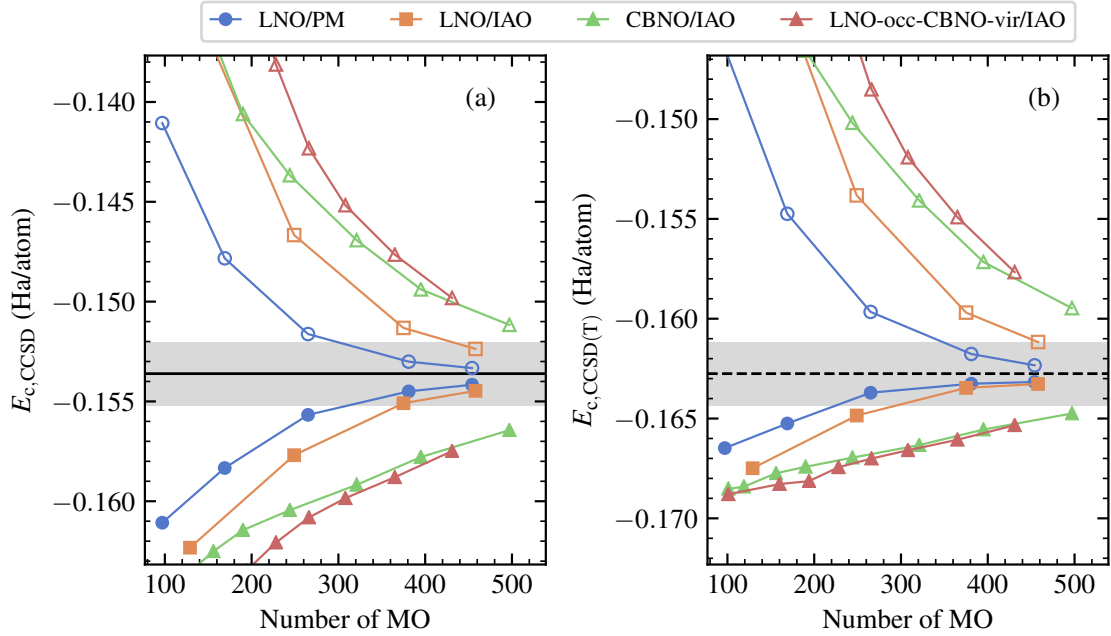 LNO/PM LNO/IAO CBNO/IAO LNO-occ-CBNO-vir/IAO
(a)
−0.140
−0.145
−0.150
−0.155
−0.160
E_c,CCSD (Ha/atom)
100 200 300 400 500
Number of MO
(b)
−0.150
−0.155
−0.160
−0.165
−0.170
E_c,CCSD(T) (Ha/atom)
100 200 300 400 500
Number of MO